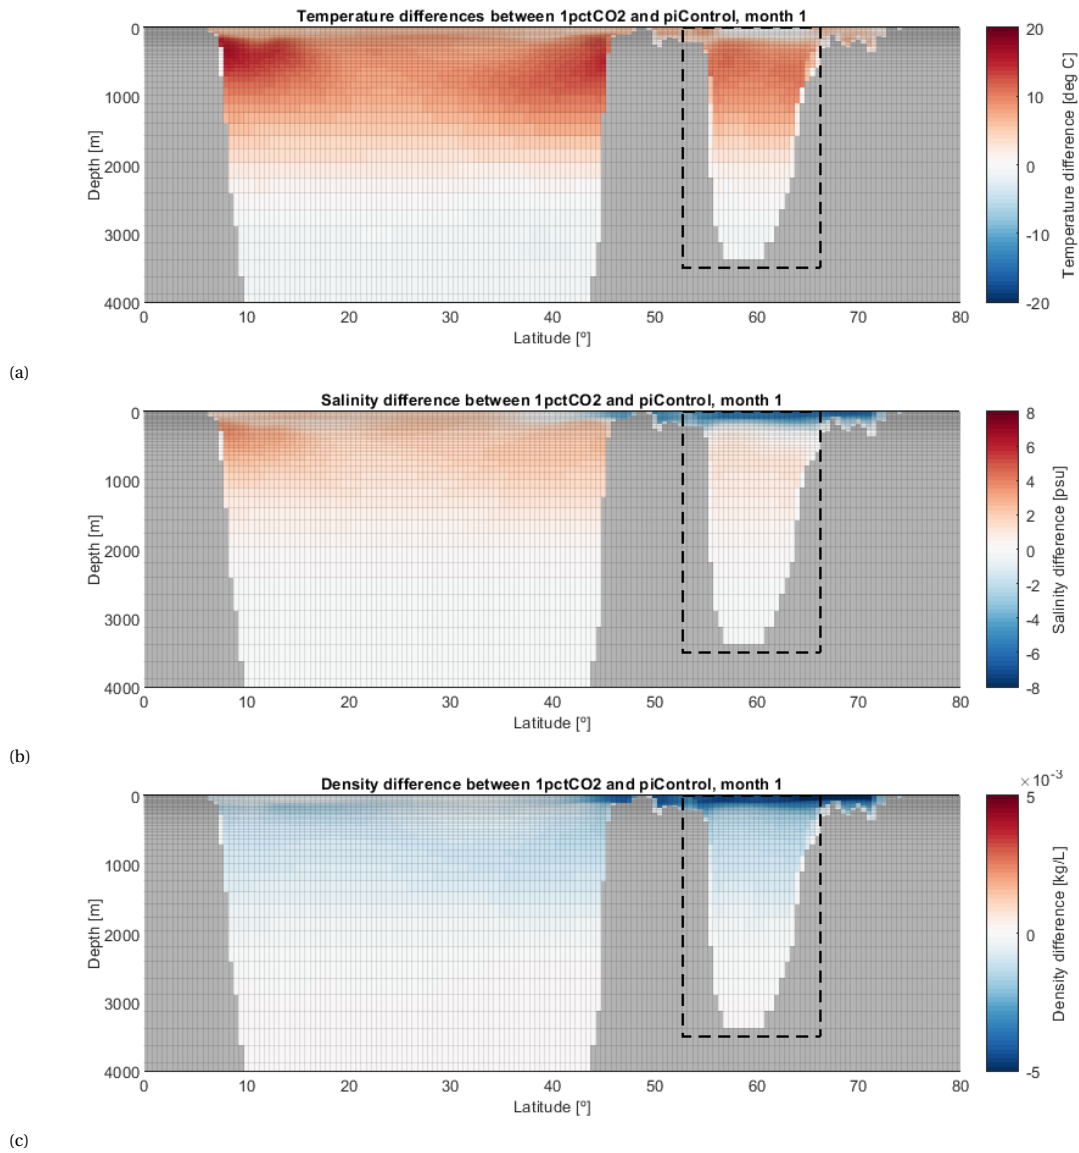 Temperature differences between 1pctCO2 and piControl, month 1
0
1000
2000
3000
4000
Depth [m]
0 10 20 30 40 50 60 70 80
Latitude [º]
20
10
0
-10
-20
Temperature difference [deg C]
(a)
Salinity difference between 1pctCO2 and piControl, month 1
0
1000
2000
3000
4000
Depth [m]
0 10 20 30 40 50 60 70 80
Latitude [º]
8
6
4
2
0
-2
-4
-6
-8
Salinity difference [psu]
(b)
Density difference between 1pctCO2 and piControl, month 1
0
1000
2000
3000
4000
Depth [m]
0 10 20 30 40 50 60 70 80
Latitude [º]
×10-3
5
0
-5
Density difference [kg/L]
(c)